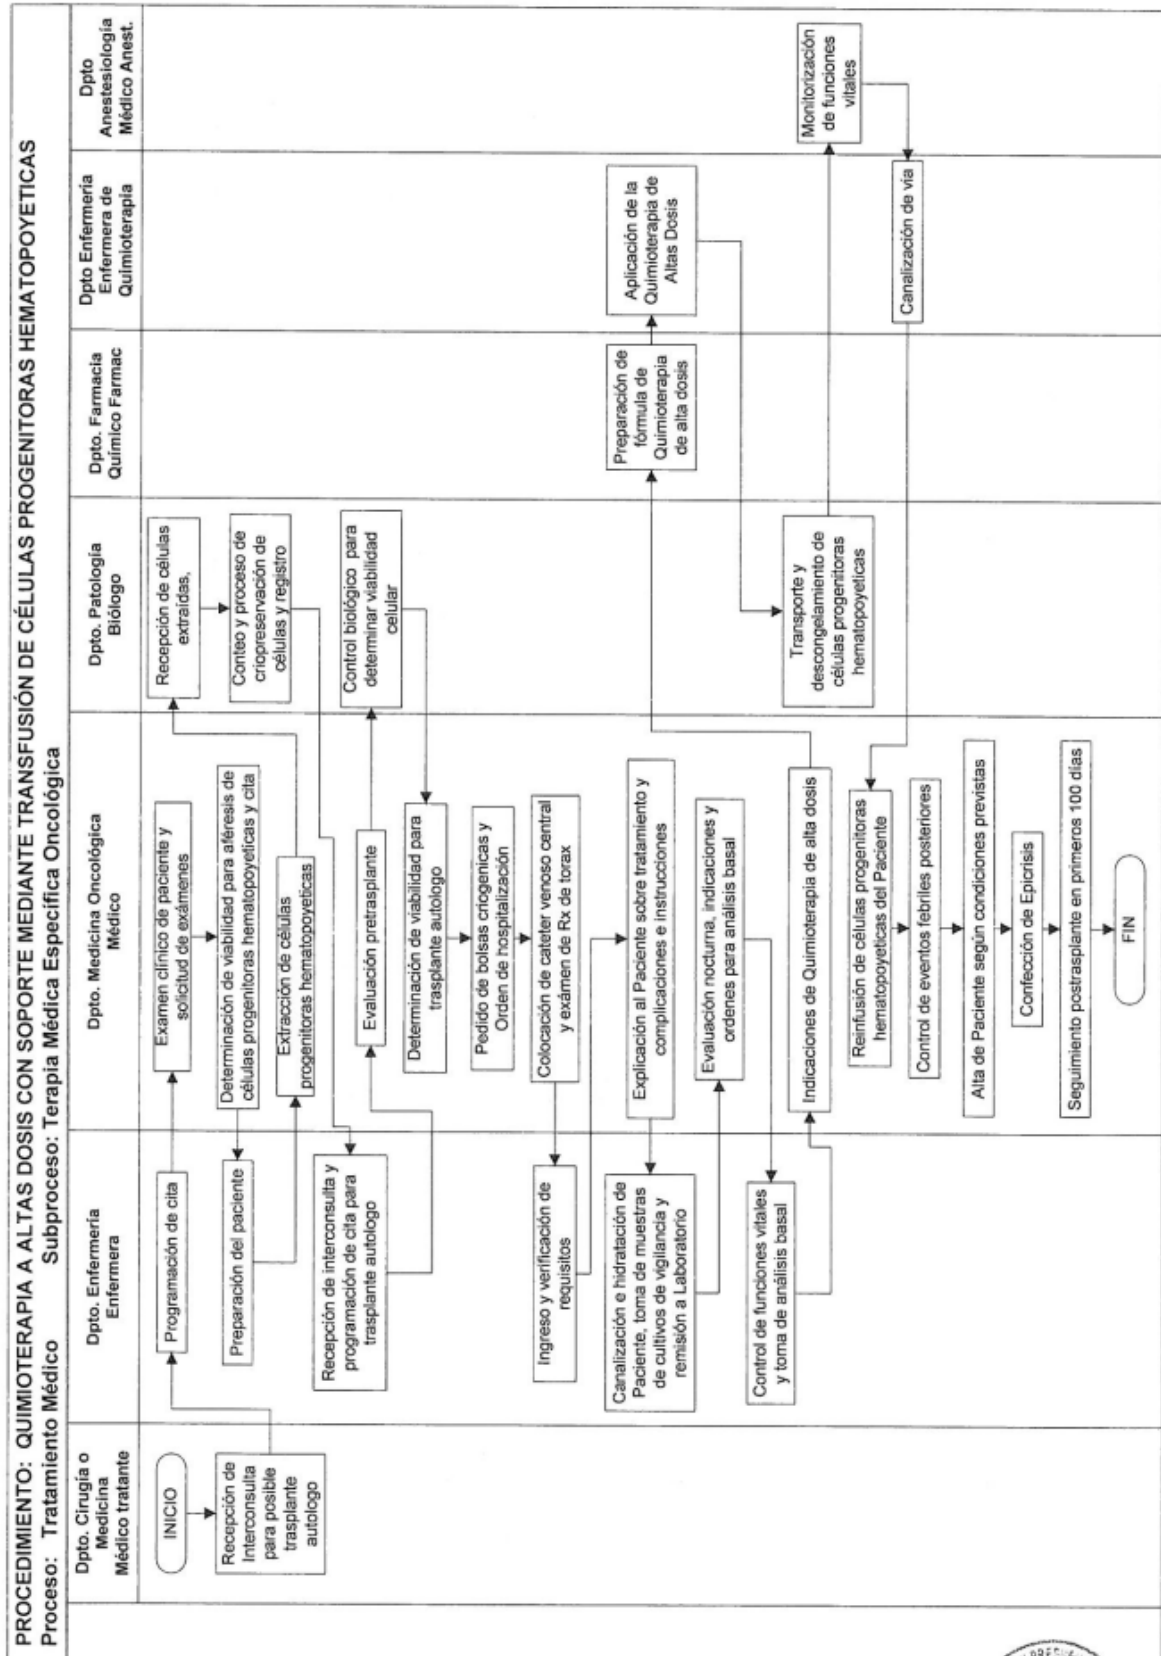 PROCEDIMIENTO: QUIMIOTERAPIA A ALTAS DOSIS CON SOPORTE MEDIANTE TRANSFUSIÓN DE CÉLULAS PROGENITORAS HEMATOPOYETICAS
Proceso: Tratamiento Médico Subproceso: Terapia Médica Específica Oncológica
Dpto. Cirugía o
Medicina
Médico tratante
Dpto. Enfermería
Enfermera
Dpto. Medicina Oncológica
Médico
Dpto. Patología
Biólogo
Dpto. Farmacia
Químico Farmac
Dpto Enfermería
Enfermera de
Quimioterapia
Dpto
Anestesiología
Médico Anest.
INICIO
Recepción de
Interconsulta
para posible
trasplante
autologo
Programación de cita
Examen clínico de paciente y
solicitud de exámenes
Determinación de viabilidad para aféresis de
células progenitoras hematopoyeticas y cita
Preparación del paciente
Extracción de células
progenitoras hematopoyeticas
Recepción de células
extraídas,
Conteo y proceso de
criopreservación de
células y registro
Recepción de interconsulta y
programación de cita para
trasplante autologo
Evaluación pretrasplante
Control biológico para
determinar viabilidad
celular
Determinación de viabilidad para
trasplante autologo
Pedido de bolsas criogenicas y
Orden de hospitalización
Colocación de cateter venoso central
y exámen de Rx de torax
Ingreso y verificación de
requisitos
Explicación al Paciente sobre tratamiento y
complicaciones e instrucciones
Canalización e hidratación de
Paciente, toma de muestras
de cultivos de vigilancia y
remisión a Laboratorio
Evaluación nocturna, indicaciones y
ordenes para análisis basal
Control de funciones vitales
y toma de análisis basal
Indicaciones de Quimioterapia de alta dosis
Preparación de
fórmula de
Quimioterapia
de alta dosis
Aplicación de la
Quimioterapia de
Altas Dosis
Transporte y
descongelamiento de
células progenitoras
hematopoyeticas
Monitorización
de funciones
vitales
Canalización de via
Reinfusión de células progenitoras
hematopoyeticas del Paciente
Control de eventos febriles posteriores
Alta de Paciente según condiciones previstas
Confección de Epicrisis
Seguimiento postrasplante en primeros 100 días
FIN